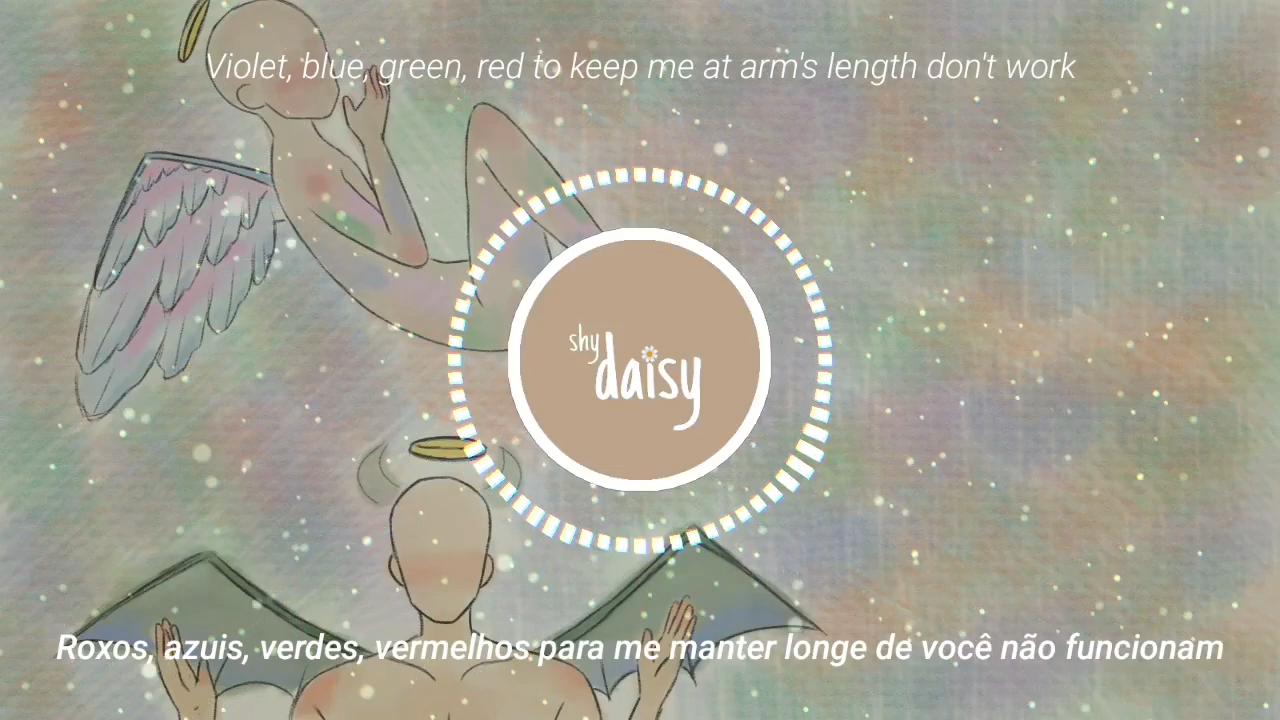 Violet, blue, green, red to keep me at arm's length don't work
shy
daisy
Roxos, azuis, verdes, vermelhos para me manter longe de você não funcionam